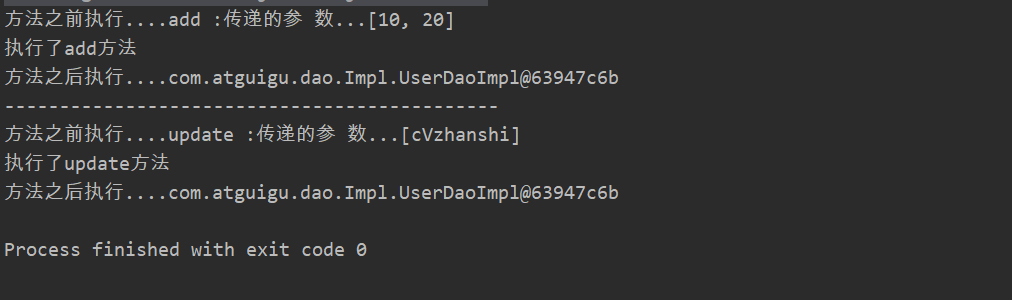 方法之前执行....add :传递的参 数...[10, 20]
执行了add方法
方法之后执行....com.atguigu.dao.Impl.UserDaoImpl@63947c6b
---------------------------------------------
方法之前执行....update :传递的参 数...[cVzhanshi]
执行了update方法
方法之后执行....com.atguigu.dao.Impl.UserDaoImpl@63947c6b
Process finished with exit code 0